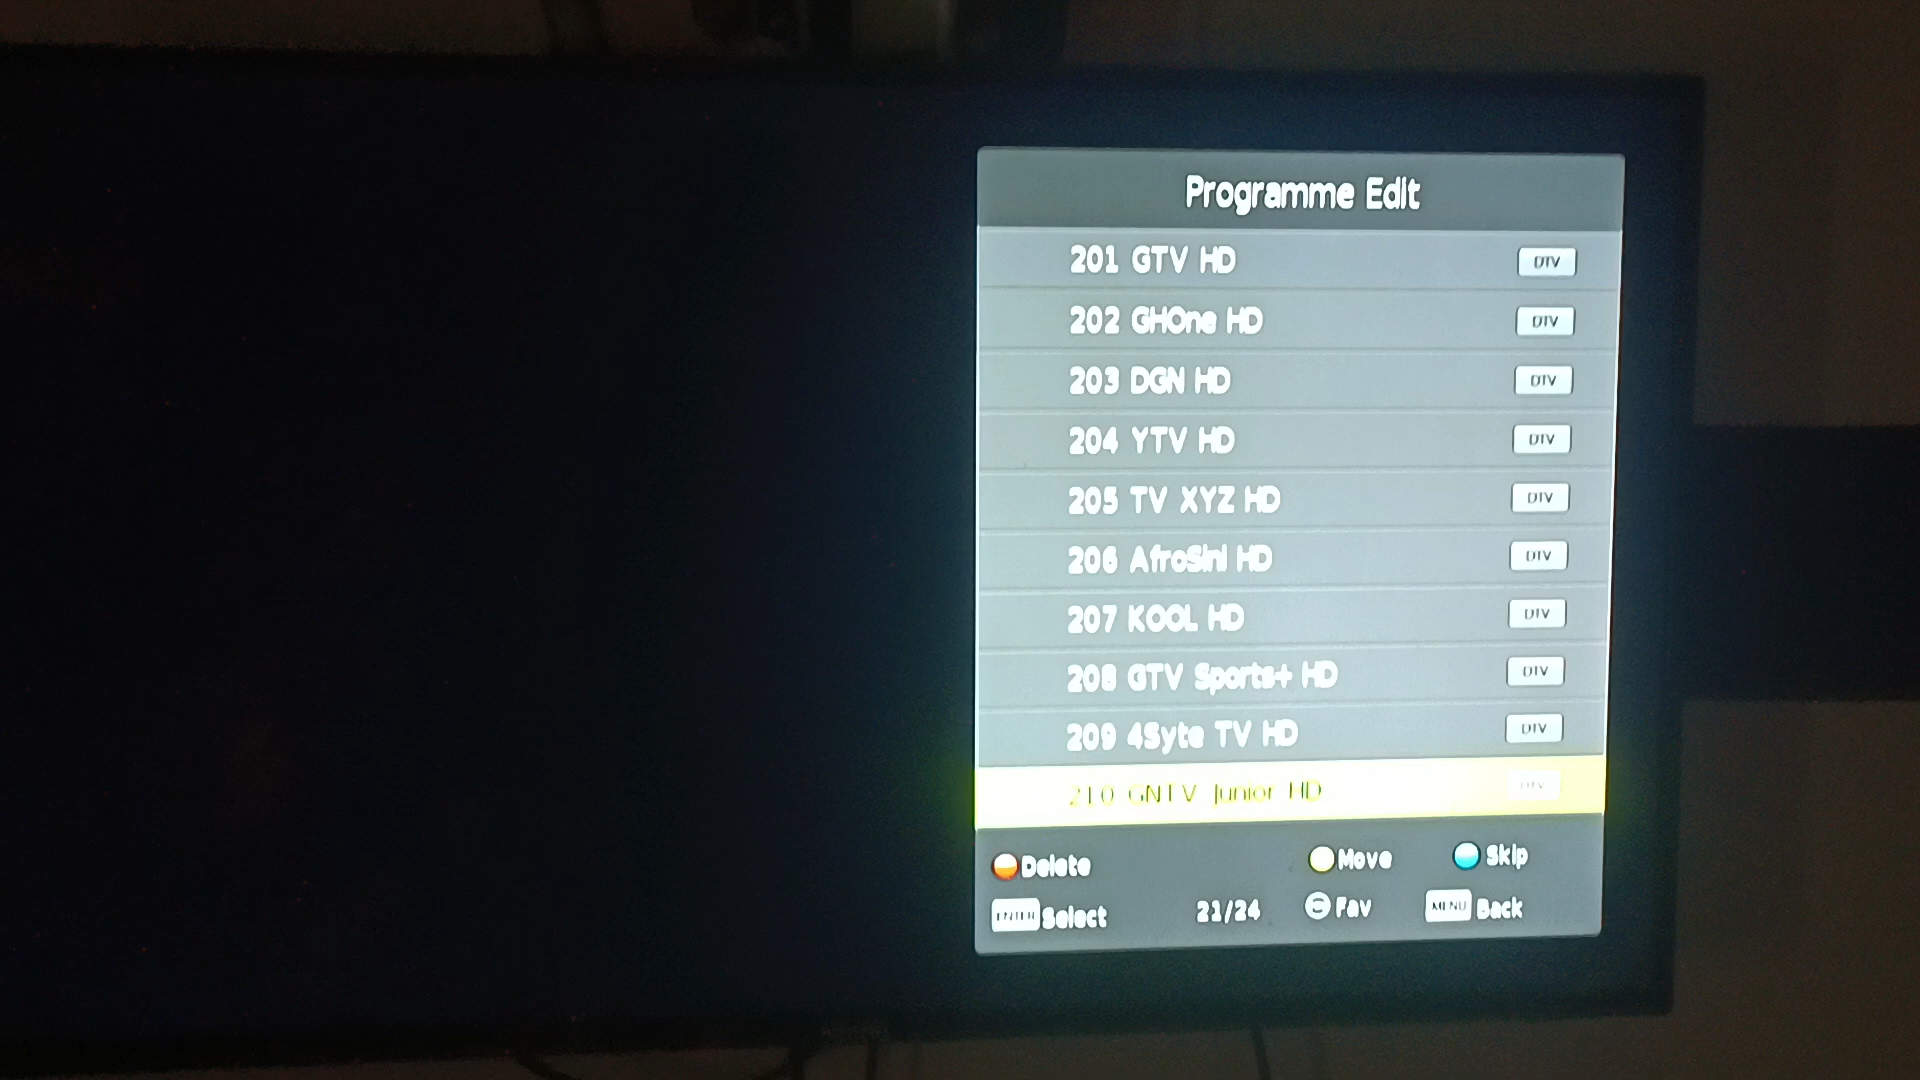 Programme Edit
201 GTV HD DTV
202 GHOne HD DTV
203 DGN HD DTV
204 YTV HD DTV
205 TV XYZ HD DTV
206 AfroSini HD DTV
207 KOOL HD DTV
208 GTV Sports+ HD DTV
209 4Syte TV HD DTV
210 GNTV Junior HD DTV
Delete Move Skip
ENTER Select 21/24 Fav MENU Back